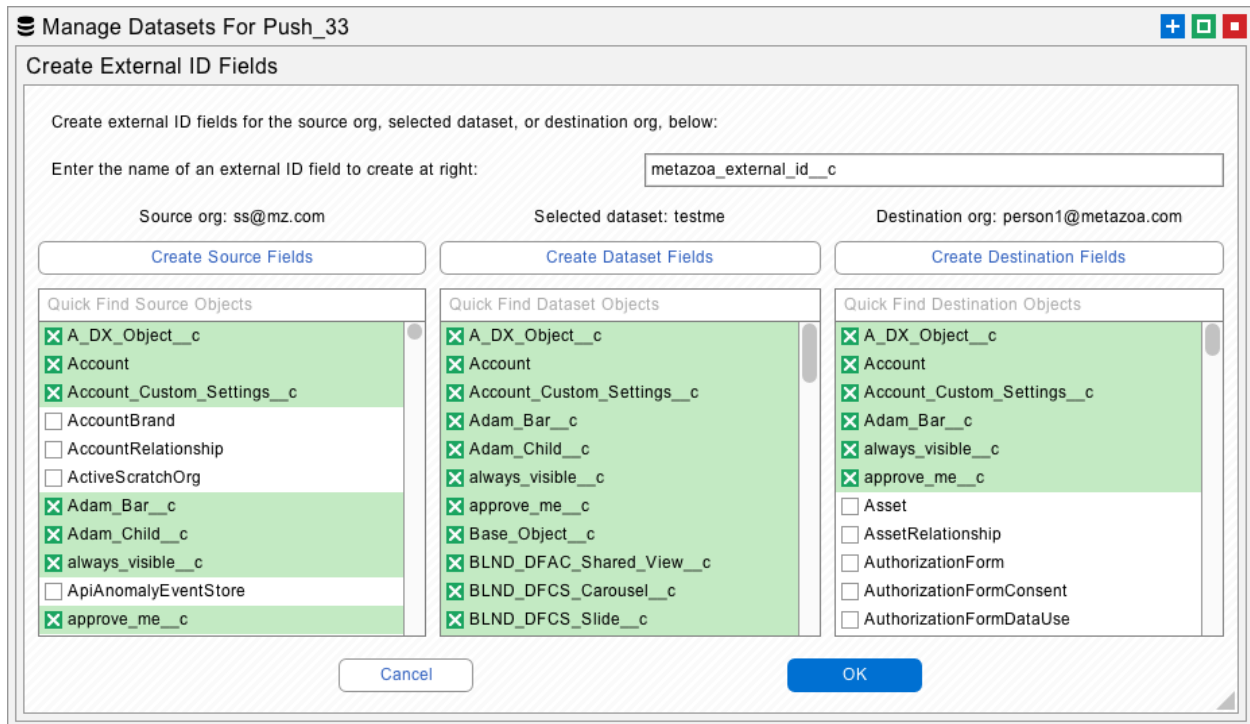 Manage Datasets For Push_33
Create External ID Fields
Create external ID fields for the source org, selected dataset, or destination org, below:
Enter the name of an external ID field to create at right:
metazoa_external_id__c
Source org: ss@mz.com
Selected dataset: testme
Destination org: person1@metazoa.com
Create Source Fields
Create Dataset Fields
Create Destination Fields
Quick Find Source Objects
A_DX_Object__c
Account
Account_Custom_Settings__c
AccountBrand
AccountRelationship
ActiveScratchOrg
Adam_Bar__c
Adam_Child__c
always_visible__c
ApiAnomalyEventStore
approve_me__c
Quick Find Dataset Objects
A_DX_Object__c
Account
Account_Custom_Settings__c
Adam_Bar__c
Adam_Child__c
always_visible__c
approve_me__c
Base_Object__c
BLND_DFAC_Shared_View__c
BLND_DFCS_Carousel__c
BLND_DFCS_Slide__c
Quick Find Destination Objects
A_DX_Object__c
Account
Account_Custom_Settings__c
Adam_Bar__c
always_visible__c
approve_me__c
Asset
AssetRelationship
AuthorizationForm
AuthorizationFormConsent
AuthorizationFormDataUse
Cancel
OK